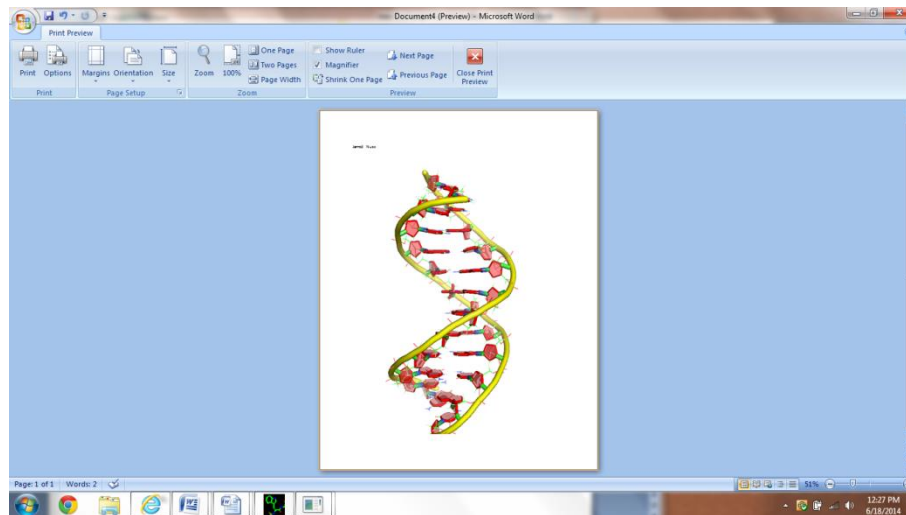 Document4 (Preview) - Microsoft Word
Print Preview
Print
Options
Margins
Orientation
Size
Zoom
100%
One Page
Two Pages
Page Width
Show Ruler
Magnifier
Shrink One Page
Next Page
Previous Page
Close Print
Preview
Print
Page Setup
Zoom
Preview
Page: 1 of 1
Words: 2
51%
12:27 PM
6/18/2014